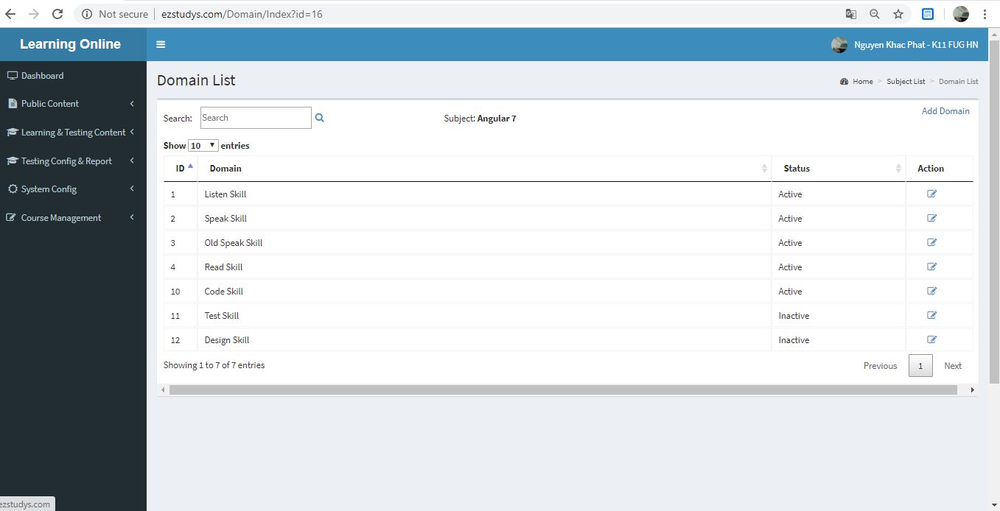 Not secure | ezstudys.com/Domain/Index?id=16
Learning Online
Nguyen Khac Phat - K11 FUG HN
Dashboard
Public Content
Learning & Testing Content
Testing Config & Report
System Config
Course Management
Domain List
Home > Subject List > Domain List
Search: Search
Subject: Angular 7
Add Domain
Show 10 entries
ID Domain Status Action
1 Listen Skill Active
2 Speak Skill Active
3 Old Speak Skill Active
4 Read Skill Active
10 Code Skill Active
11 Test Skill Inactive
12 Design Skill Inactive
Showing 1 to 7 of 7 entries
Previous 1 Next
ezstudys.com